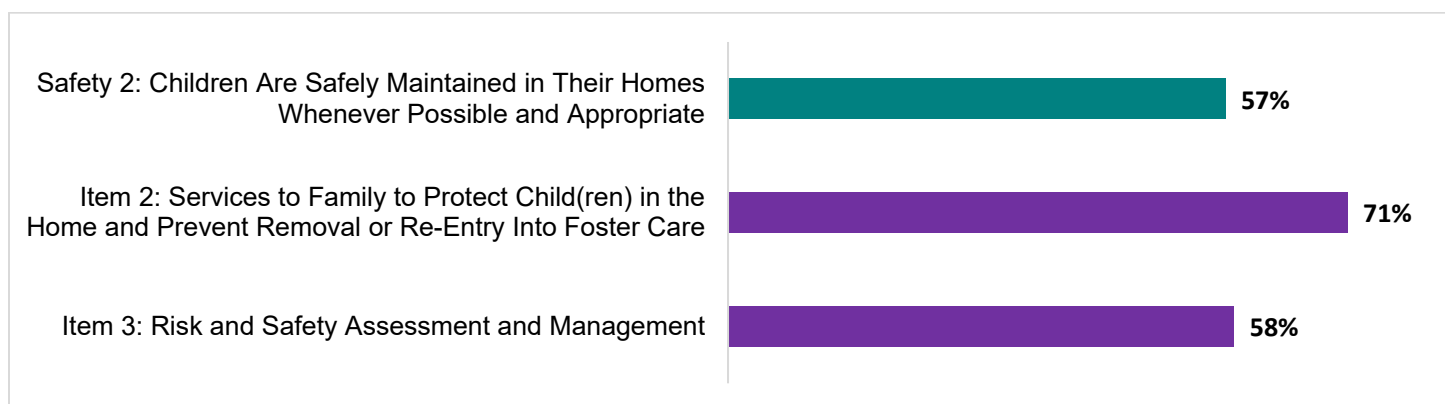 Safety 2: Children Are Safely Maintained in Their Homes
Whenever Possible and Appropriate
57%
Item 2: Services to Family to Protect Child(ren) in the
Home and Prevent Removal or Re-Entry Into Foster Care
71%
Item 3: Risk and Safety Assessment and Management
58%